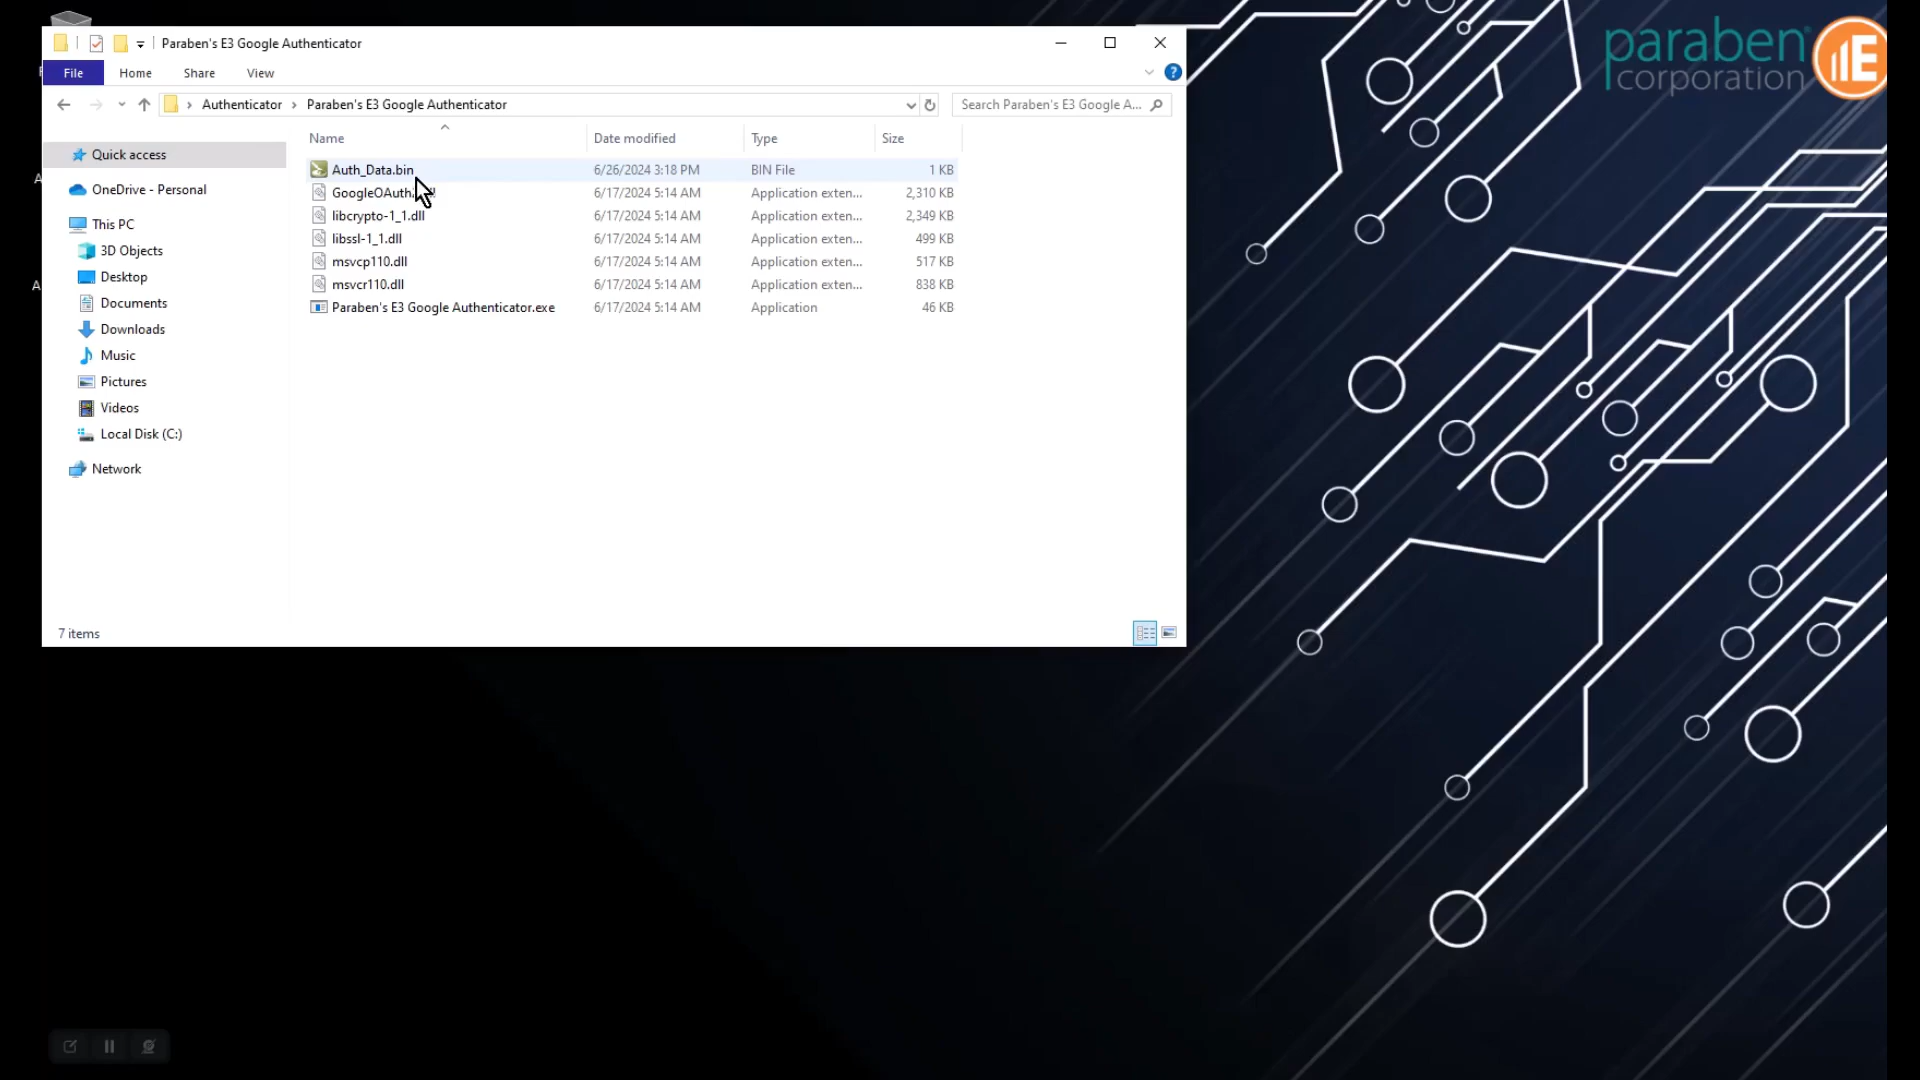 Paraben's E3 Google Authenticator
File Home Share View
Authenticator > Paraben's E3 Google Authenticator Search Paraben's E3 Google A...
Name Date modified Type Size
Quick access
OneDrive - Personal
This PC
3D Objects
Desktop
Documents
Downloads
Music
Pictures
Videos
Local Disk (C:)
Network
Auth_Data.bin 6/26/2024 3:18 PM BIN File 1 KB
6/17/2024 5:14 AM Application exten... 2,310 KB
libcrypto-1_1.dll 6/17/2024 5:14 AM Application exten... 2,349 KB
libssl-1_1.dll 6/17/2024 5:14 AM Application exten... 499 KB
msvcp110.dll 6/17/2024 5:14 AM Application exten... 517 KB
msvcr110.dll 6/17/2024 5:14 AM Application exten... 838 KB
Paraben's E3 Google Authenticator.exe 6/17/2024 5:14 AM Application 46 KB
7 items
paraben®
corporation
E